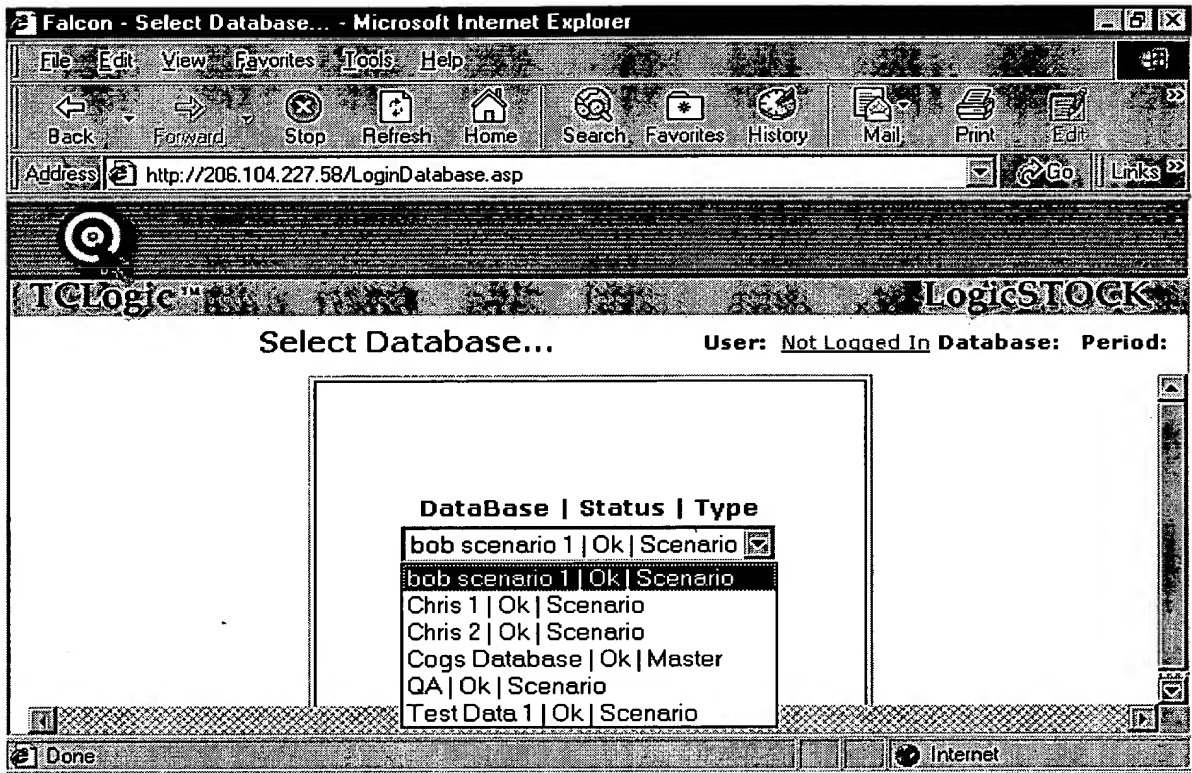 Falcon - Select Database... - Microsoft Internet Explorer
File Edit View Favorites Tools Help
Back Forward Stop Refresh Home Search Favorites History Mail Print Edit
Address http://206.104.227.58/LoginDatabase.asp Go Links
TCLogic™ LogicSTOCK
Select Database... User: Not Logged In Database: Period:
DataBase | Status | Type
bob scenario 1 | Ok | Scenario
bob scenario 1 | Ok | Scenario
Chris 1 | Ok | Scenario
Chris 2 | Ok | Scenario
Cogs Database | Ok | Master
QA | Ok | Scenario
Test Data 1 | Ok | Scenario
Done Internet